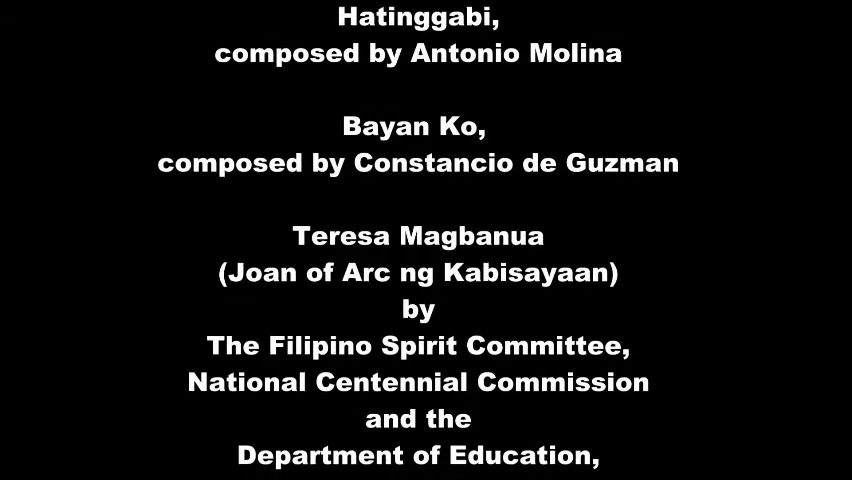 Hatinggabi,
composed by Antonio Molina
Bayan Ko,
composed by Constancio de Guzman
Teresa Magbanua
(Joan of Arc ng Kabisayaan)
by
The Filipino Spirit Committee,
National Centennial Commission
and the
Department of Education,